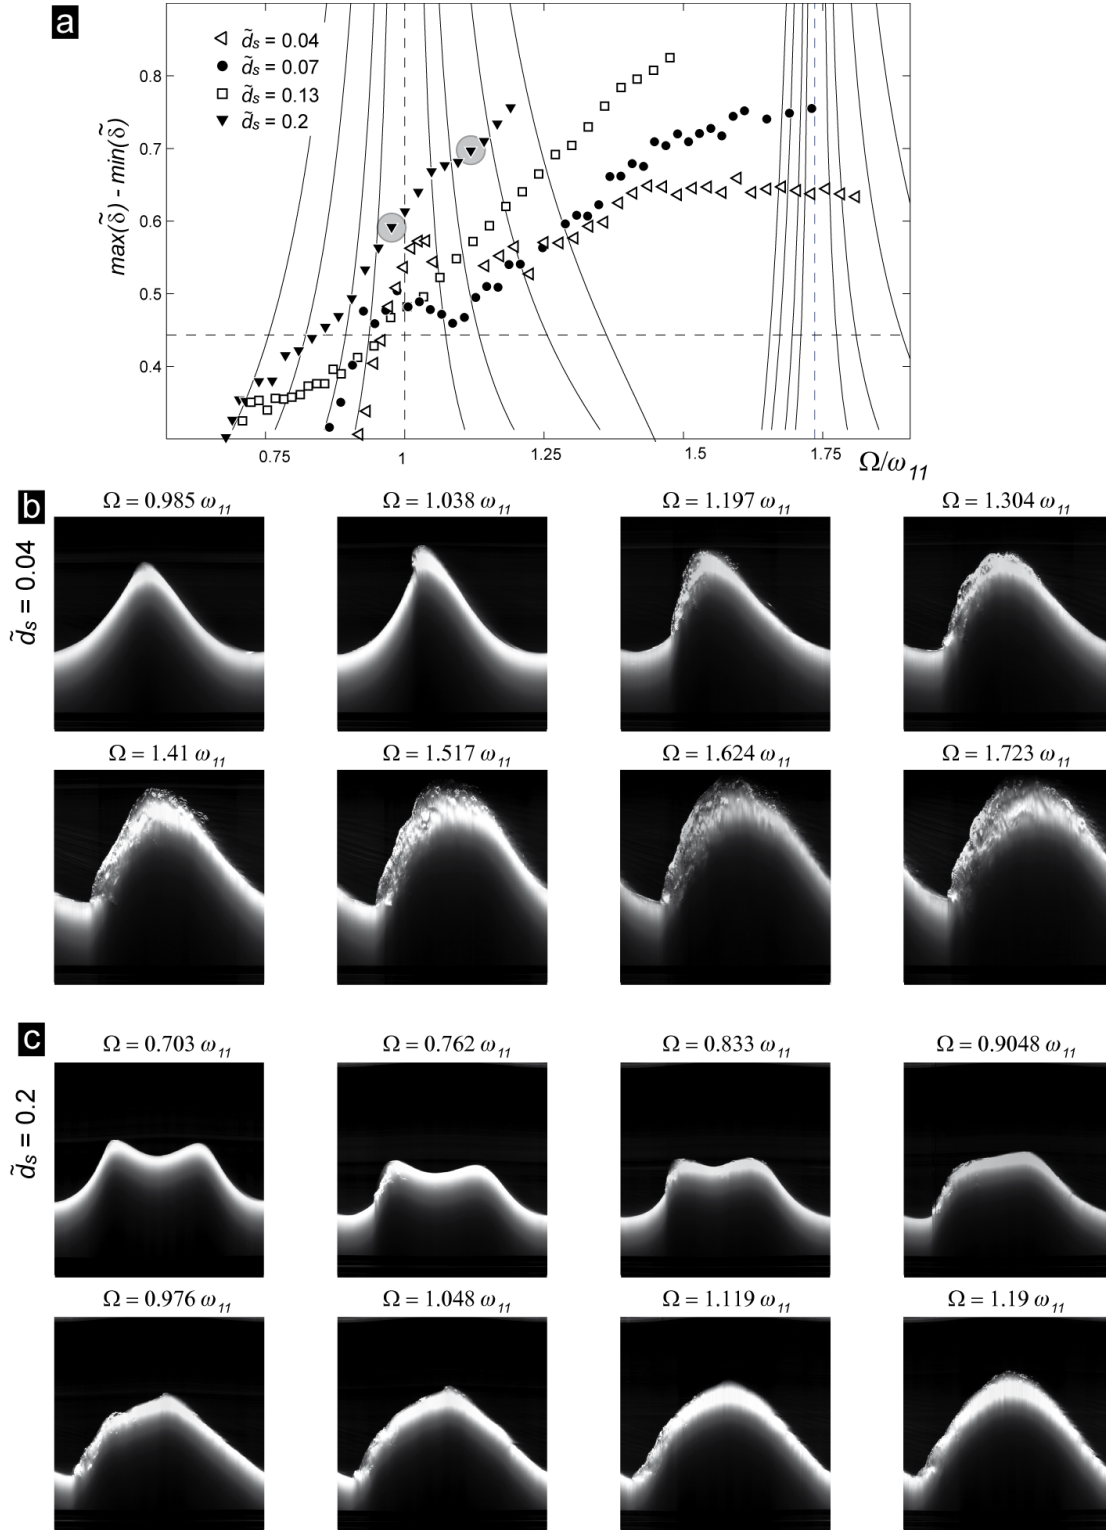 a
d̃s = 0.04
d̃s = 0.07
d̃s = 0.13
d̃s = 0.2
max(δ̃) - min(δ̃)
0.8
0.7
0.6
0.5
0.4
0.75
1
1.25
1.5
1.75
Ω/ω11
b
d̃s = 0.04
Ω = 0.985 ω11
Ω = 1.038 ω11
Ω = 1.197 ω11
Ω = 1.304 ω11
Ω = 1.41 ω11
Ω = 1.517 ω11
Ω = 1.624 ω11
Ω = 1.723 ω11
c
d̃s = 0.2
Ω = 0.703 ω11
Ω = 0.762 ω11
Ω = 0.833 ω11
Ω = 0.9048 ω11
Ω = 0.976 ω11
Ω = 1.048 ω11
Ω = 1.119 ω11
Ω = 1.19 ω11